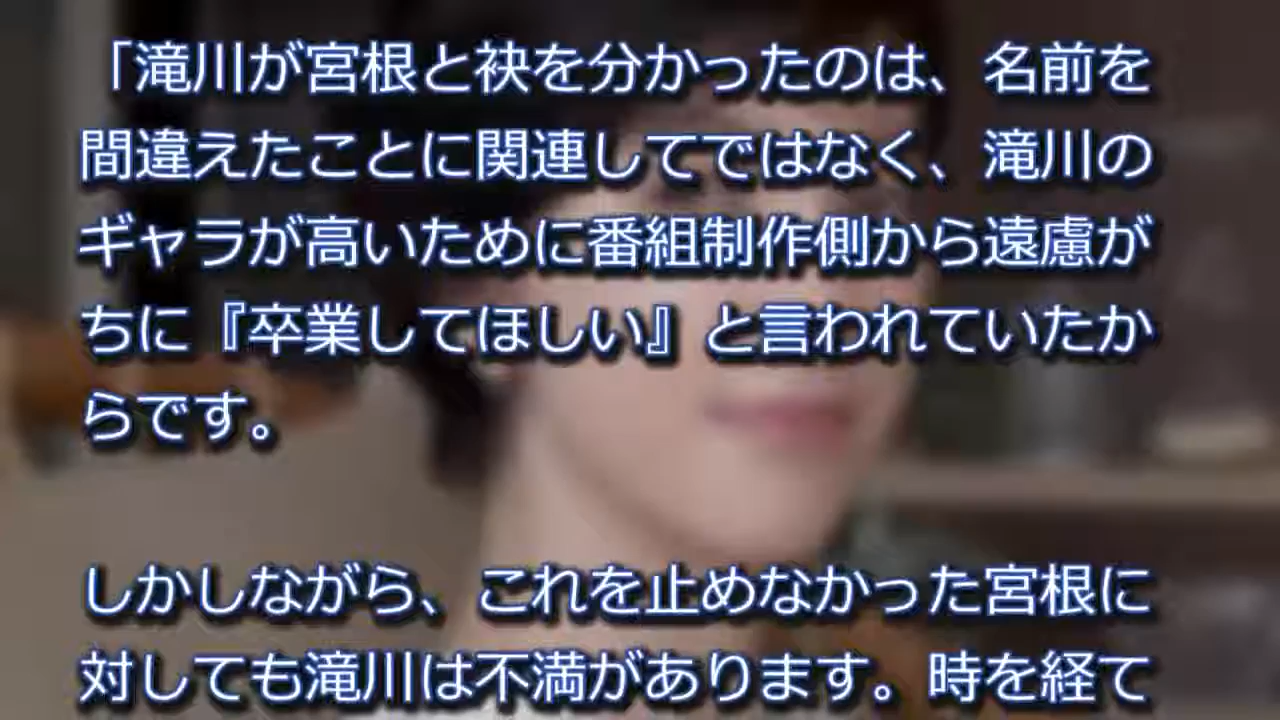 「滝川が宮根と袂を分かったのは、名前を
間違えたことに関連してではなく、滝川の
ギャラが高いために番組制作側から遠慮が
ちに『卒業してほしい』と言われていたか
らです。
しかしながら、これを止めなかった宮根に
対しても滝川は不満があります。時を経て